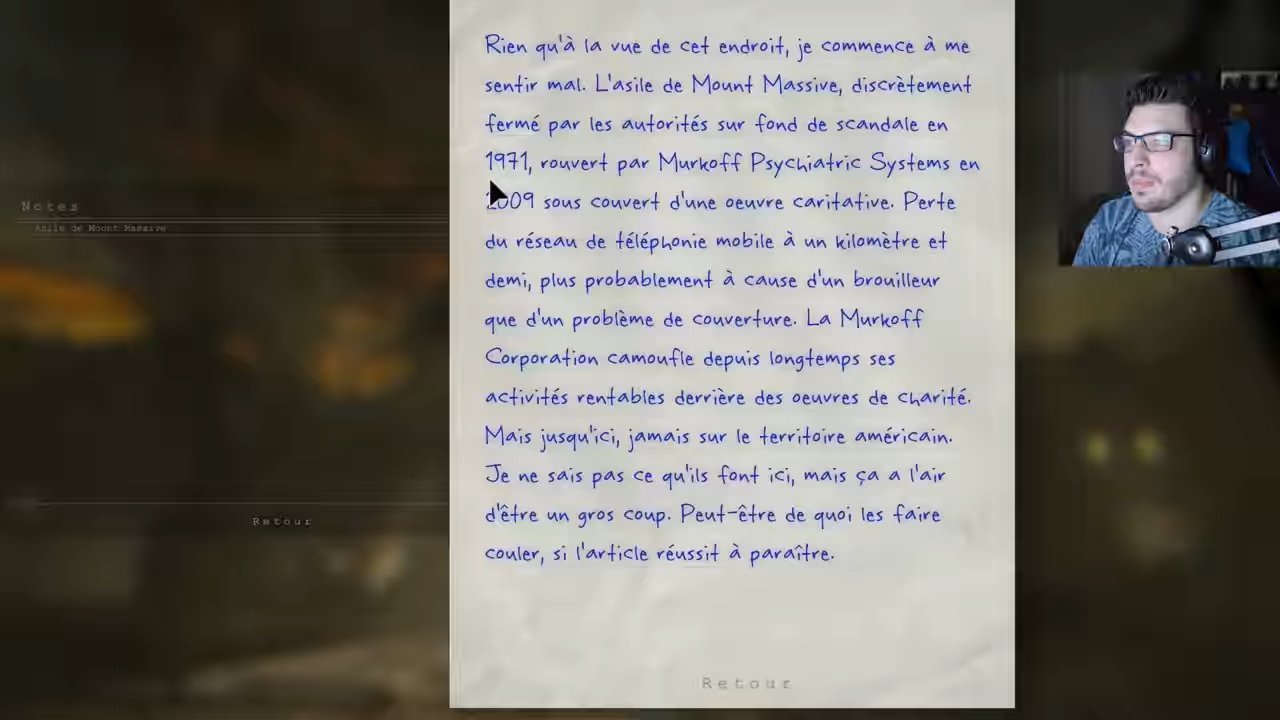 Notes
Asile de Mount Massive
Retour
Rien qu'à la vue de cet endroit, je commence à me
sentir mal. L'asile de Mount Massive, discrètement
fermé par les autorités sur fond de scandale en
1971, rouvert par Murkoff Psychiatric Systems en
2009 sous couvert d'une oeuvre caritative. Perte
du réseau de téléphonie mobile à un kilomètre et
demi, plus probablement à cause d'un brouilleur
que d'un problème de couverture. La Murkoff
Corporation camoufle depuis longtemps ses
activités rentables derrière des oeuvres de charité.
Mais jusqu'ici, jamais sur le territoire américain.
Je ne sais pas ce qu'ils font ici, mais ça a l'air
d'être un gros coup. Peut-être de quoi les faire
couler, si l'article réussit à paraître.
Retour